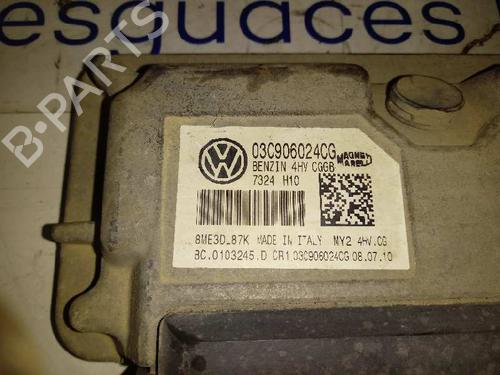 esguaces
B-PARTS
03C906024CG
MAGNETI MARELLI
BENZIN 4HV CGGB
7324 H10
8ME3D_87K MADE IN ITALY MY2 4HV.CG
BC.0103245.D CR1 03C906024CG 08.07.10